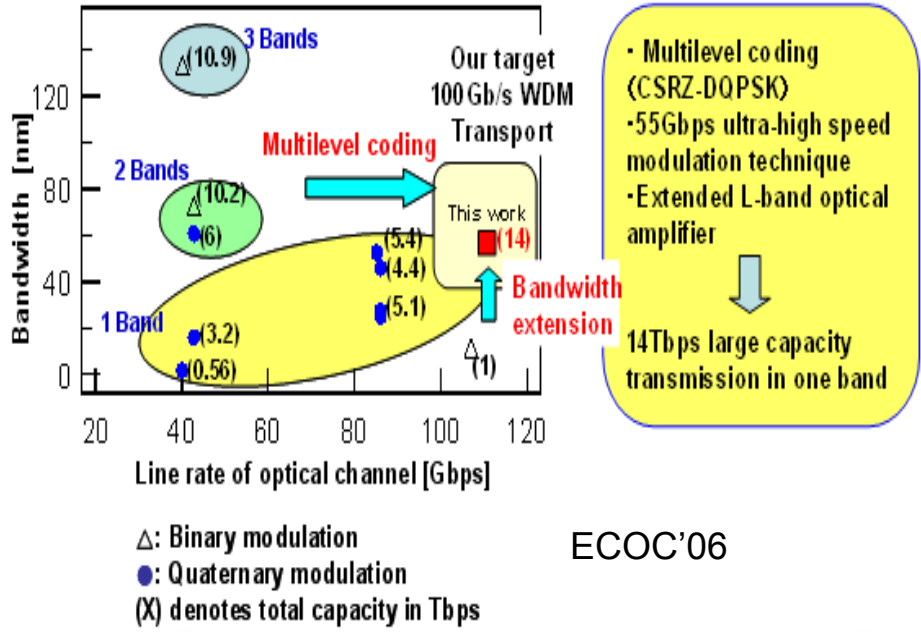 3 Bands
(10.9)
Our target
100Gb/s WDM
Transport
Multilevel coding
2 Bands
(10.2)
(6)
This work
(14)
(5.4)
(4.4)
(5.1)
Bandwidth
extension
1 Band
(3.2)
(0.56)
(1)
Bandwidth [nm]
120
80
40
0
20 40 60 80 100 120
Line rate of optical channel [Gbps]
△: Binary modulation
●: Quaternary modulation
(X) denotes total capacity in Tbps
ECOC’06
· Multilevel coding
(CSRZ-DQPSK)
·55Gbps ultra-high speed
modulation technique
·Extended L-band optical
amplifier
14Tbps large capacity
transmission in one band